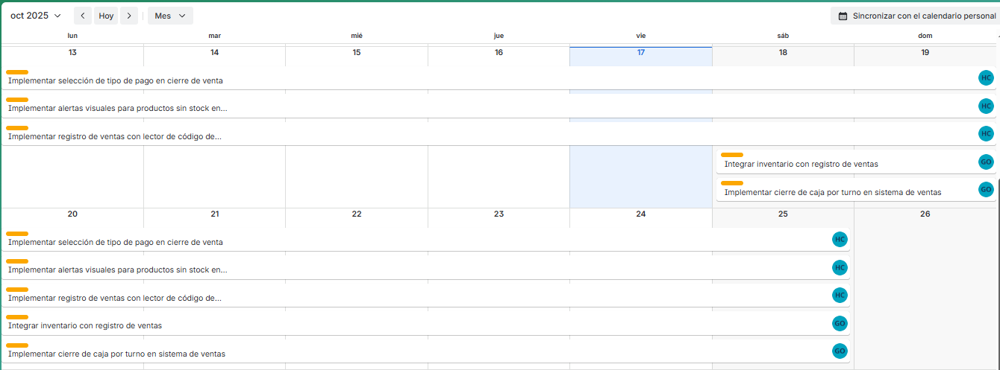 oct 2025 Hoy Mes Sincronizar con el calendario personal
lun mar mié jue vie sáb dom
13 14 15 16 17 18 19
Implementar selección de tipo de pago en cierre de venta HC
Implementar alertas visuales para productos sin stock en... HC
Implementar registro de ventas con lector de código de... HC
Integrar inventario con registro de ventas GO
Implementar cierre de caja por turno en sistema de ventas GO
20 21 22 23 24 25 26
Implementar selección de tipo de pago en cierre de venta HC
Implementar alertas visuales para productos sin stock en... HC
Implementar registro de ventas con lector de código de... HC
Integrar inventario con registro de ventas GO
Implementar cierre de caja por turno en sistema de ventas GO